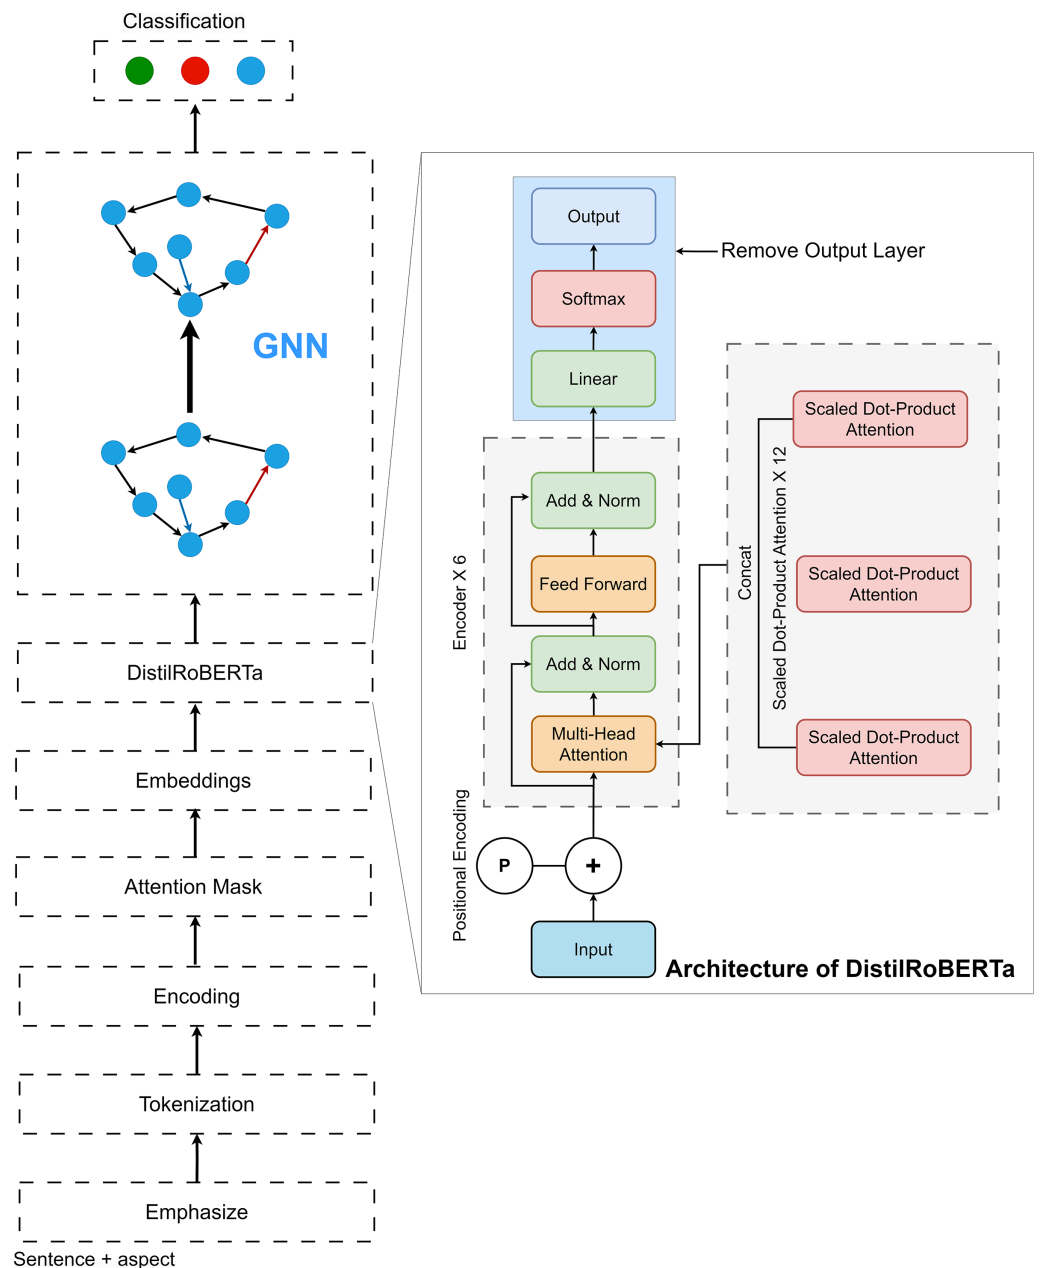 Classification
GNN
DistilRoBERTa
Embeddings
Attention Mask
Encoding
Tokenization
Emphasize
Sentence + aspect
Output
Softmax
Linear
Remove Output Layer
Add & Norm
Feed Forward
Add & Norm
Multi-Head
Attention
Encoder X 6
Positional Encoding
P
+
Input
Scaled Dot-Product
Attention
Scaled Dot-Product
Attention
Scaled Dot-Product
Attention
Concat
Scaled Dot-Product Attention X 12
Architecture of DistilRoBERTa